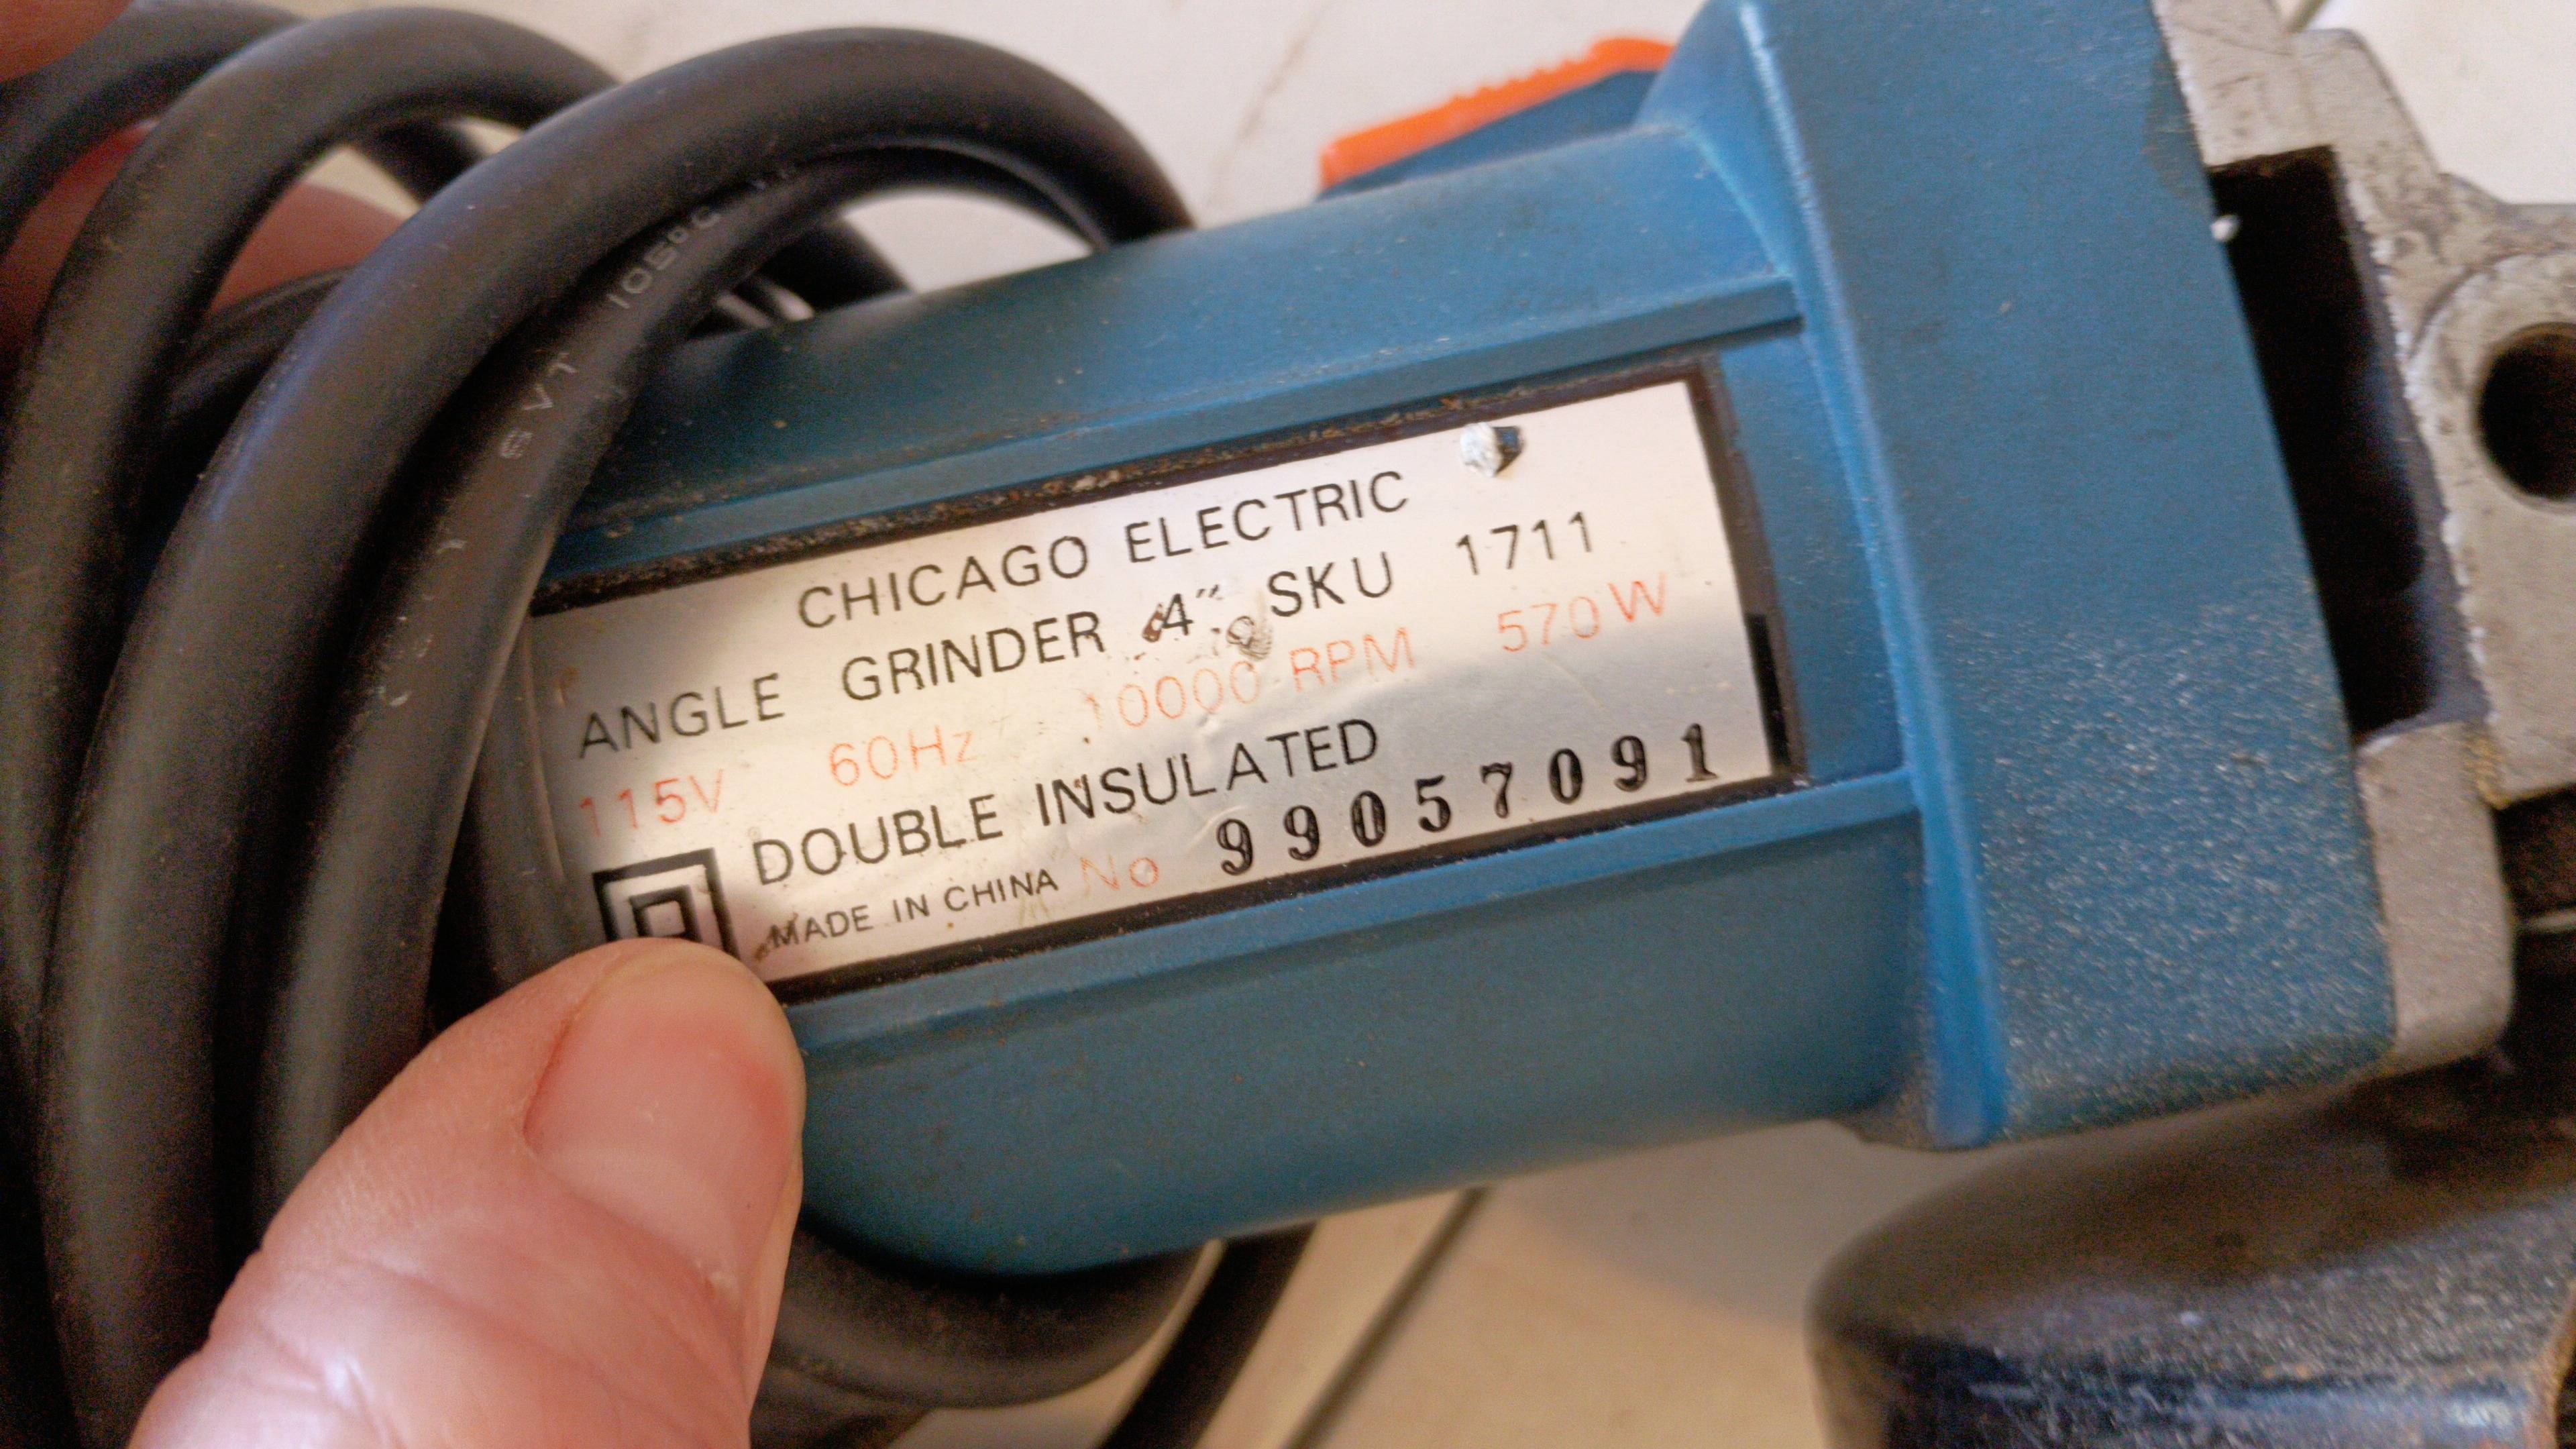 CHICAGO ELECTRIC
ANGLE GRINDER 4" SKU 1711
115V 60Hz 10000 RPM 570W
DOUBLE INSULATED
MADE IN CHINA No 99057091
105°C